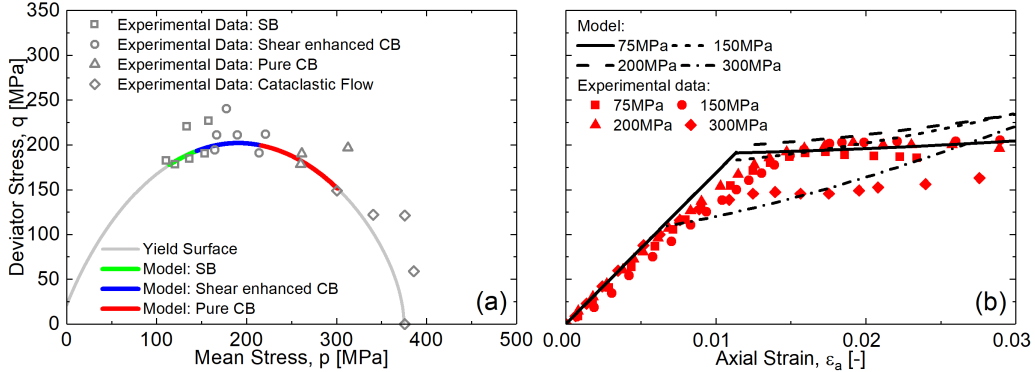 350
300
250
200
150
100
50
0
Deviator Stress, q [MPa]
Experimental Data: SB
Experimental Data: Shear enhanced CB
Experimental Data: Pure CB
Experimental Data: Cataclastic Flow
Yield Surface
Model: SB
Model: Shear enhanced CB
Model: Pure CB
(a)
0 100 200 300 400 500
Mean Stress, p [MPa]
Model:
75MPa 150MPa
200MPa 300MPa
Experimental data:
75MPa 150MPa
200MPa 300MPa
(b)
0.00 0.01 0.02 0.03
Axial Strain, εa [-]